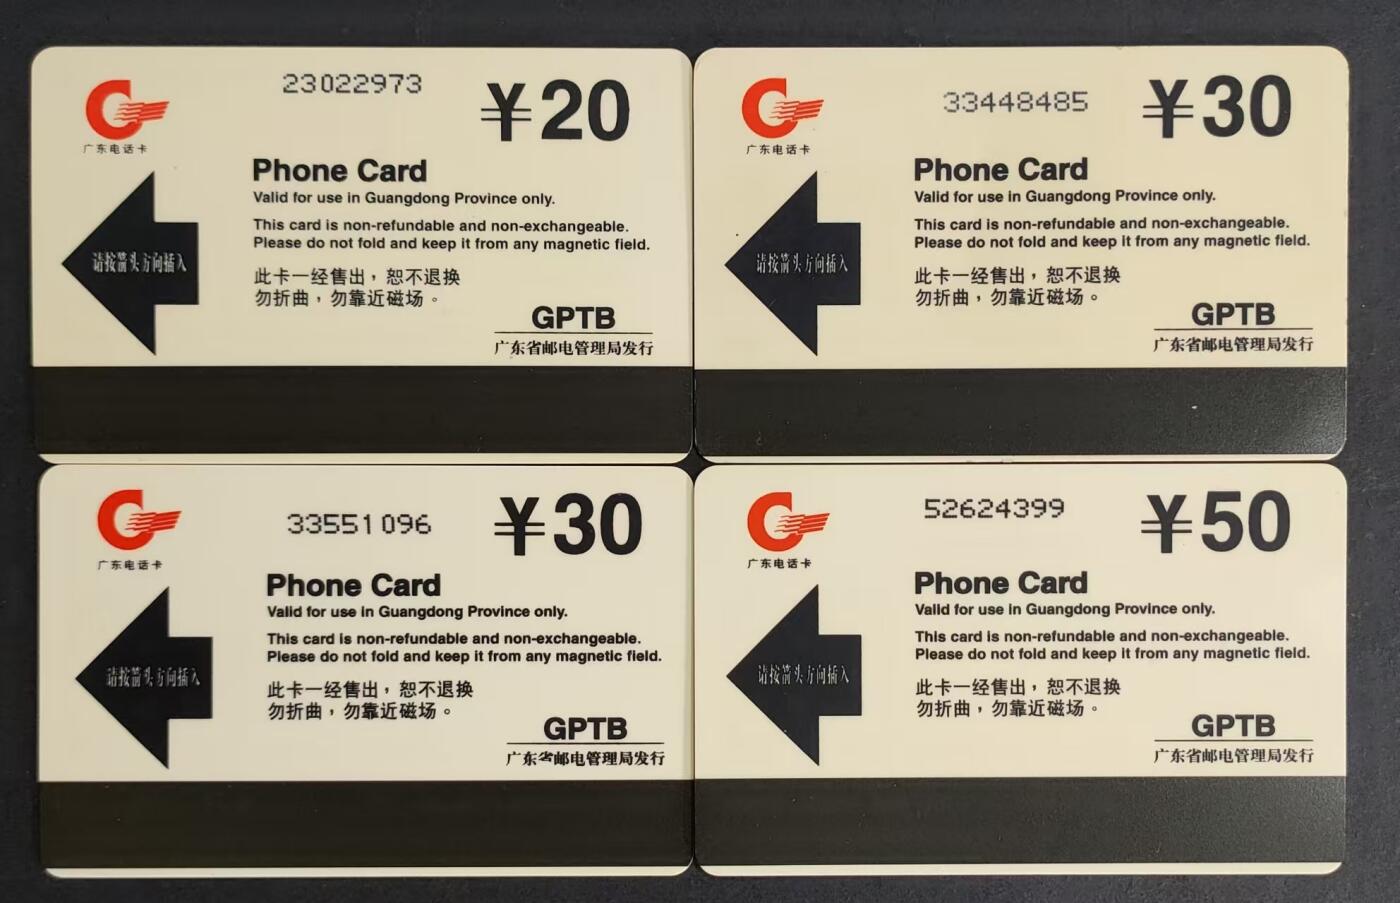 23022973
¥20
广东电话卡
Phone Card
Valid for use in Guangdong Province only.
This card is non-refundable and non-exchangeable.
Please do not fold and keep it from any magnetic field.
请按箭头方向插入
此卡一经售出，恕不退换
勿折曲，勿靠近磁场。
GPTB
广东省邮电管理局发行
33448485
¥30
广东电话卡
Phone Card
Valid for use in Guangdong Province only.
This card is non-refundable and non-exchangeable.
Please do not fold and keep it from any magnetic field.
请按箭头方向插入
此卡一经售出，恕不退换
勿折曲，勿靠近磁场。
GPTB
广东省邮电管理局发行
33551096
¥30
广东电话卡
Phone Card
Valid for use in Guangdong Province only.
This card is non-refundable and non-exchangeable.
Please do not fold and keep it from any magnetic field.
请按箭头方向插入
此卡一经售出，恕不退换
勿折曲，勿靠近磁场。
GPTB
广东省邮电管理局发行
52624399
¥50
广东电话卡
Phone Card
Valid for use in Guangdong Province only.
This card is non-refundable and non-exchangeable.
Please do not fold and keep it from any magnetic field.
请按箭头方向插入
此卡一经售出，恕不退换
勿折曲，勿靠近磁场。
GPTB
广东省邮电管理局发行